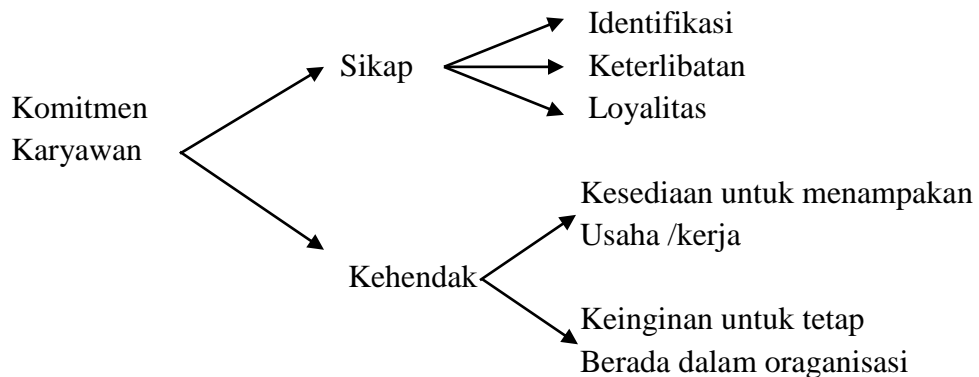 Identifikasi
Sikap
Keterlibatan
Loyalitas
Komitmen
Karyawan
Kesediaan untuk menampakan
Usaha /kerja
Kehendak
Keinginan untuk tetap
Berada dalam oraganisasi